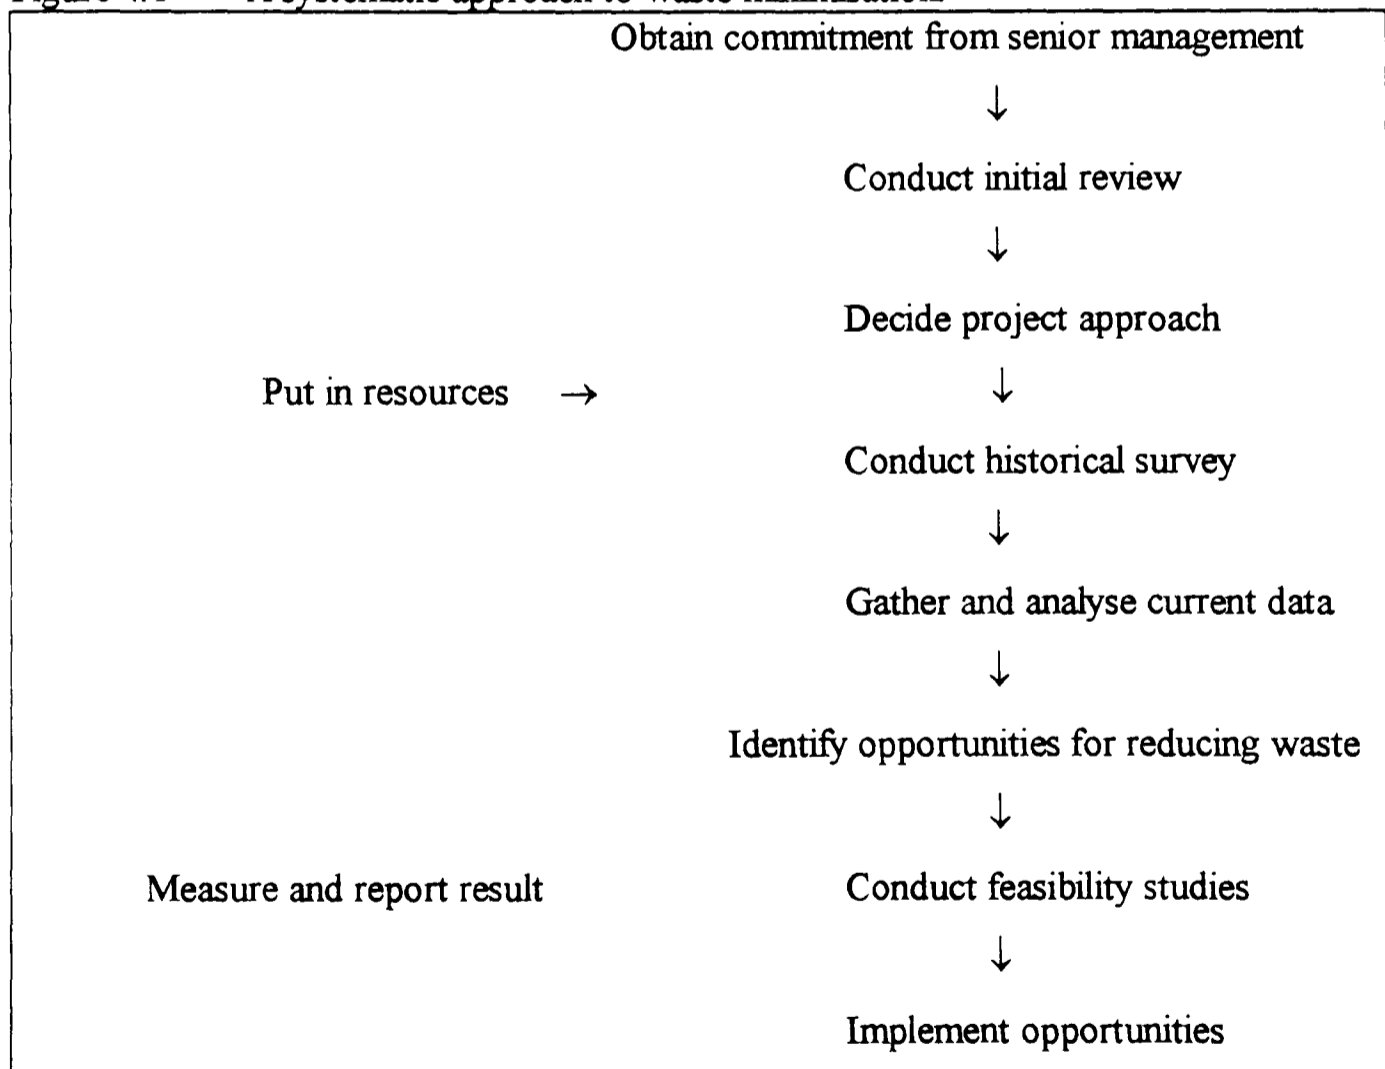 Obtain commitment from senior management
↓
Conduct initial review
↓
Decide project approach
Put in resources → ↓
Conduct historical survey
↓
Gather and analyse current data
↓
Identify opportunities for reducing waste
↓
Measure and report result Conduct feasibility studies
↓
Implement opportunities